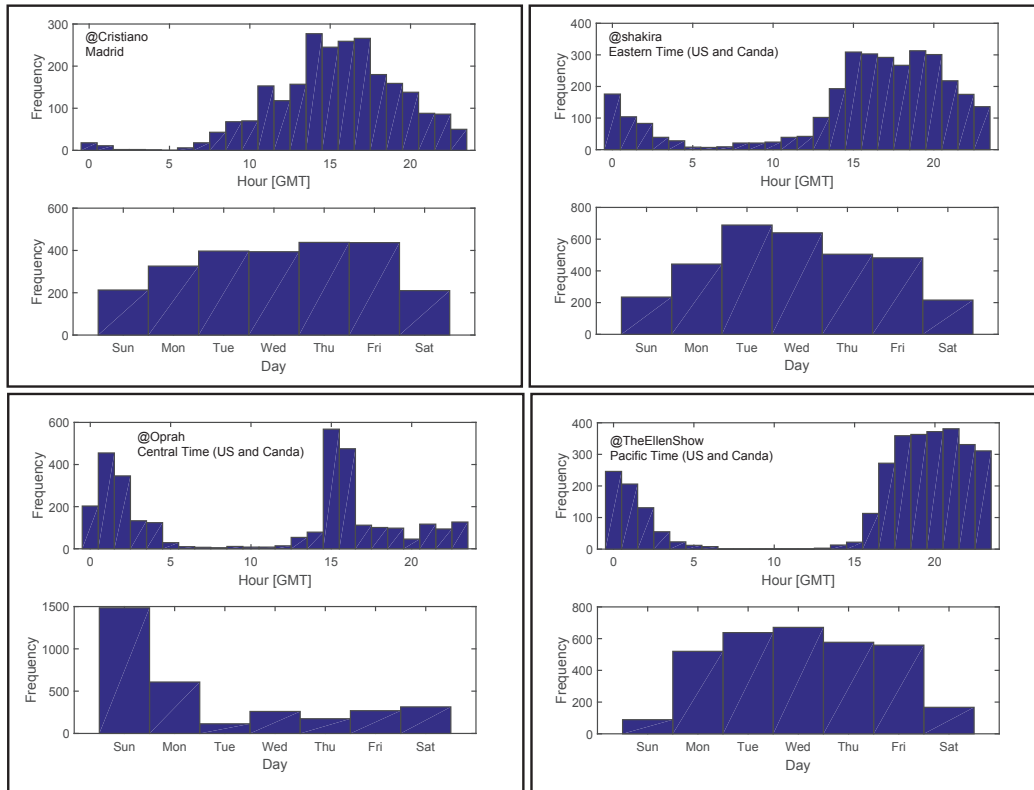 @Cristiano
Madrid
300
200
100
0
Frequency
0 5 10 15 20
Hour [GMT]
600
400
200
0
Frequency
Sun Mon Tue Wed Thu Fri Sat
Day
@shakira
Eastern Time (US and Canda)
400
300
200
100
0
Frequency
0 5 10 15 20
Hour [GMT]
800
600
400
200
0
Frequency
Sun Mon Tue Wed Thu Fri Sat
Day
@Oprah
Central Time (US and Canda)
600
400
200
0
Frequency
0 5 10 15 20
Hour [GMT]
1500
1000
500
0
Frequency
Sun Mon Tue Wed Thu Fri Sat
Day
@TheEllenShow
Pacific Time (US and Canda)
400
300
200
100
0
Frequency
0 5 10 15 20
Hour [GMT]
800
600
400
200
0
Frequency
Sun Mon Tue Wed Thu Fri Sat
Day